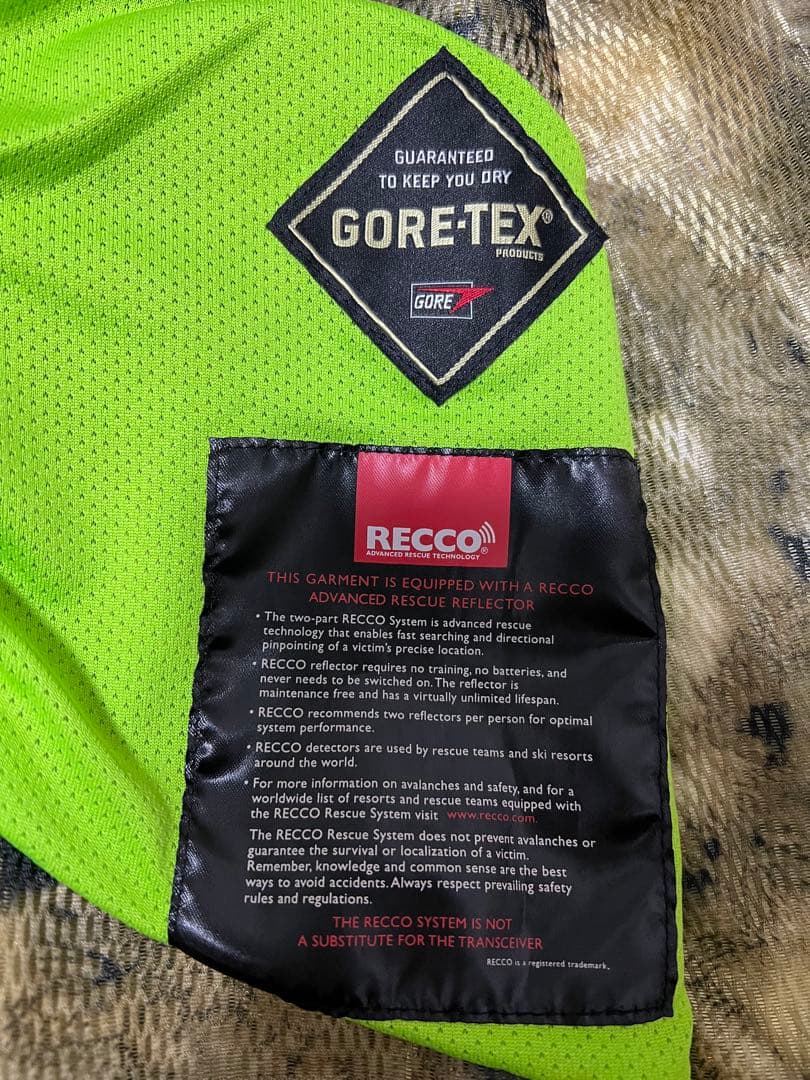 GUARANTEED
TO KEEP YOU DRY
GORE-TEX®
PRODUCTS
GORE
RECCO®
ADVANCED RESCUE TECHNOLOGY
THIS GARMENT IS EQUIPPED WITH A RECCO
ADVANCED RESCUE REFLECTOR
• The two-part RECCO System is advanced rescue
technology that enables fast searching and directional
pinpointing of a victim's precise location.
• RECCO reflector requires no training, no batteries, and
never needs to be switched on. The reflector is
maintenance free and has a virtually unlimited lifespan.
• RECCO recommends two reflectors per person for optimal
system performance.
• RECCO detectors are used by rescue teams and ski resorts
around the world.
• For more information on avalanches and safety, and for a
worldwide list of resorts and rescue teams equipped with
the RECCO Rescue System visit www.recco.com.
The RECCO Rescue System does not prevent avalanches or
guarantee the survival or localization of a victim.
Remember, knowledge and common sense are the best
ways to avoid accidents. Always respect prevailing safety
rules and regulations.
THE RECCO SYSTEM IS NOT
A SUBSTITUTE FOR THE TRANSCEIVER
RECCO is a registered trademark.